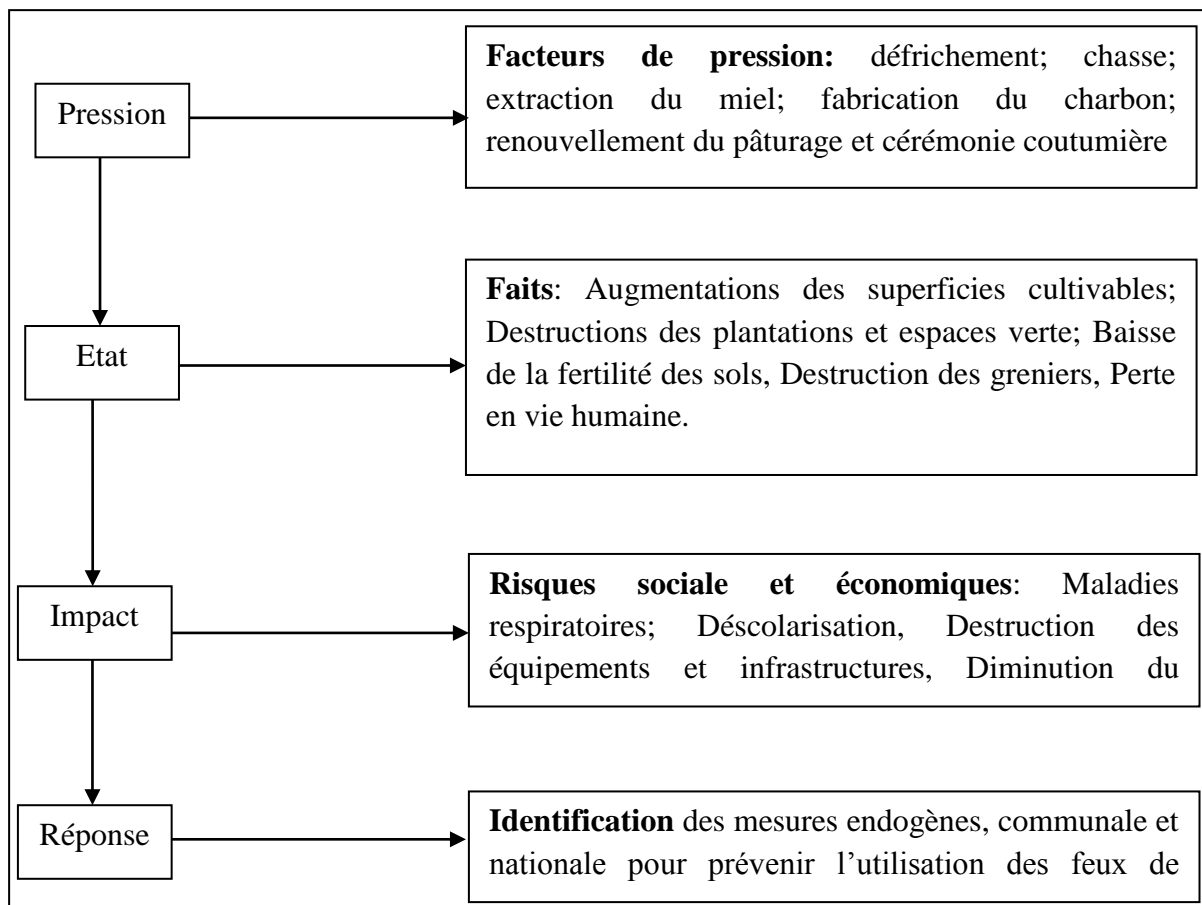 Pression
Facteurs de pression: défrichement; chasse;
extraction du miel; fabrication du charbon;
renouvellement du pâturage et cérémonie coutumière
Etat
Faits: Augmentations des superficies cultivables;
Destructions des plantations et espaces verte; Baisse
de la fertilité des sols, Destruction des greniers, Perte
en vie humaine.
Impact
Risques sociale et économiques: Maladies
respiratoires; Déscolarisation, Destruction des
équipements et infrastructures, Diminution du
Réponse
Identification des mesures endogènes, communale et
nationale pour prévenir l’utilisation des feux de